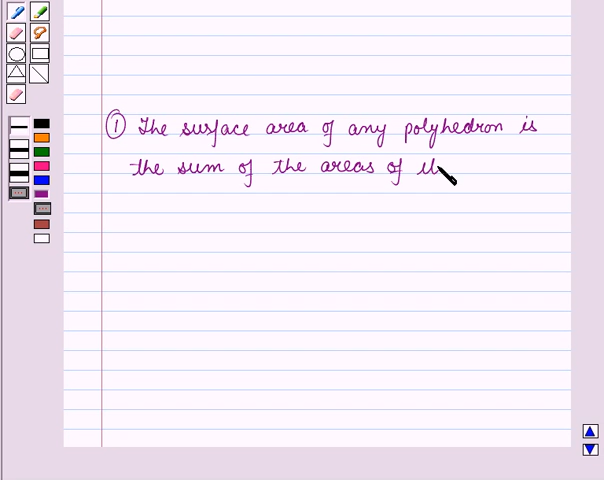 ① The surface area of any polyhedron is
the sum of the areas of